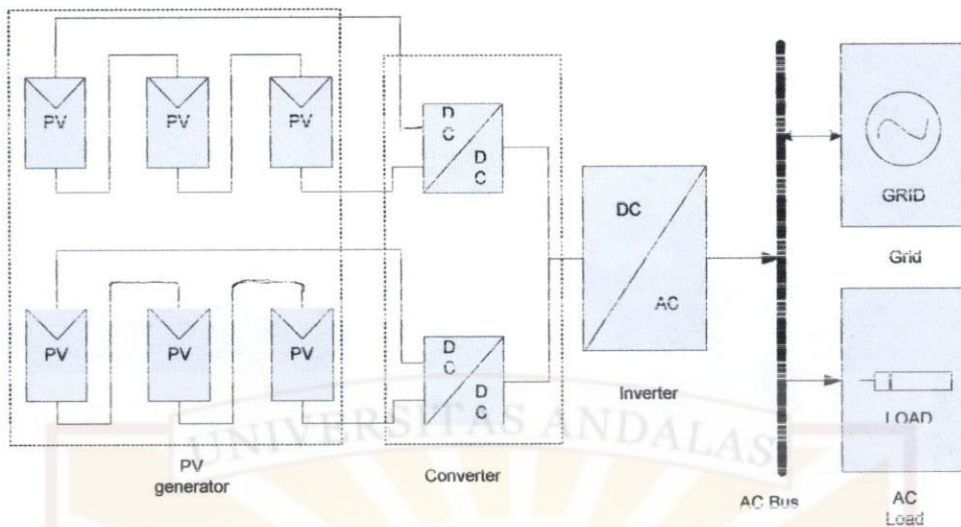 PV
PV
PV
D
C
D
C
DC
AC
GRID
Grid
PV
PV
PV
D
C
D
C
Inverter
LOAD
UNIVERSITAS ANDALAS
PV
generator
Converter
AC Bus
AC
Load